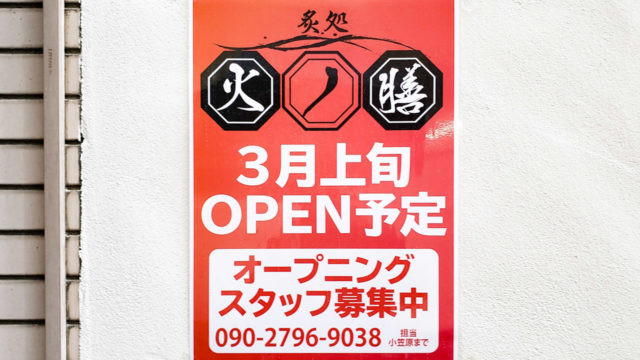 炙処
火ノ膳
3月上旬
OPEN予定
オープニング
スタッフ募集中
090-2796-9038 担当
小笠原まで